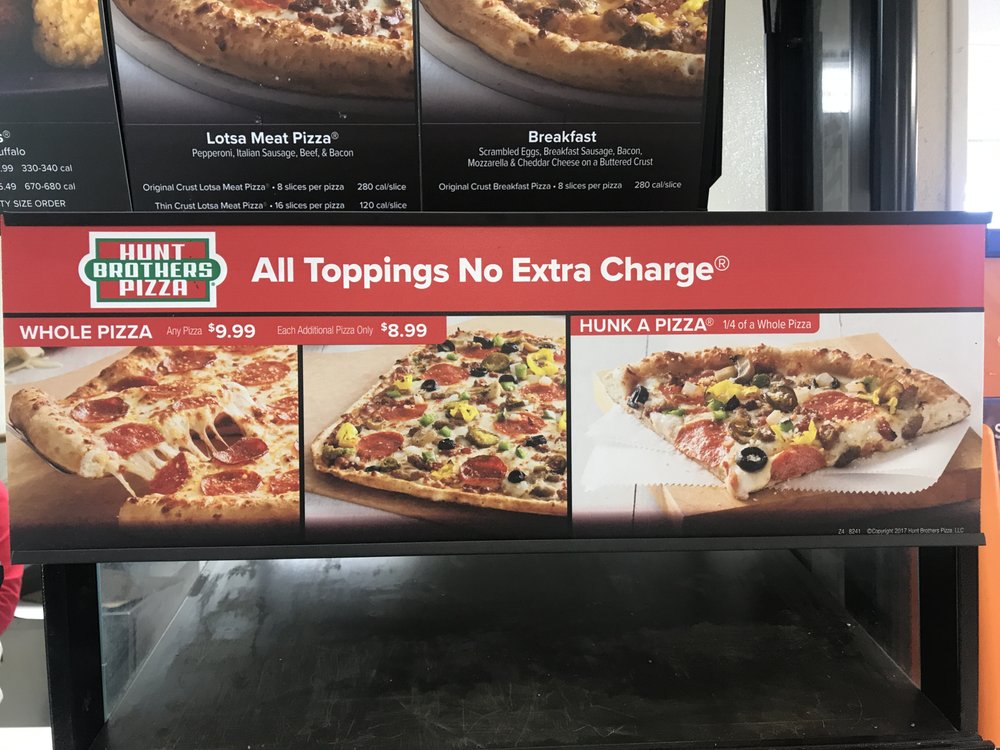 s®
uffalo
.99 330-340 cal
5.49 670-680 cal
TY SIZE ORDER
Lotsa Meat Pizza®
Pepperoni, Italian Sausage, Beef, & Bacon
Original Crust Lotsa Meat Pizza® • 8 slices per pizza 280 cal/slice
Thin Crust Lotsa Meat Pizza® • 16 slices per pizza 120 cal/slice
Breakfast
Scrambled Eggs, Breakfast Sausage, Bacon,
Mozzarella & Cheddar Cheese on a Buttered Crust
Original Crust Breakfast Pizza • 8 slices per pizza 280 cal/slice
HUNT
BROTHERS
PIZZA®
All Toppings No Extra Charge®
WHOLE PIZZA Any Pizza $9.99 Each Additional Pizza Only $8.99
HUNK A PIZZA® 1/4 of a Whole Pizza
Z4 8241 ©Copyright 2017 Hunt Brothers Pizza, LLC